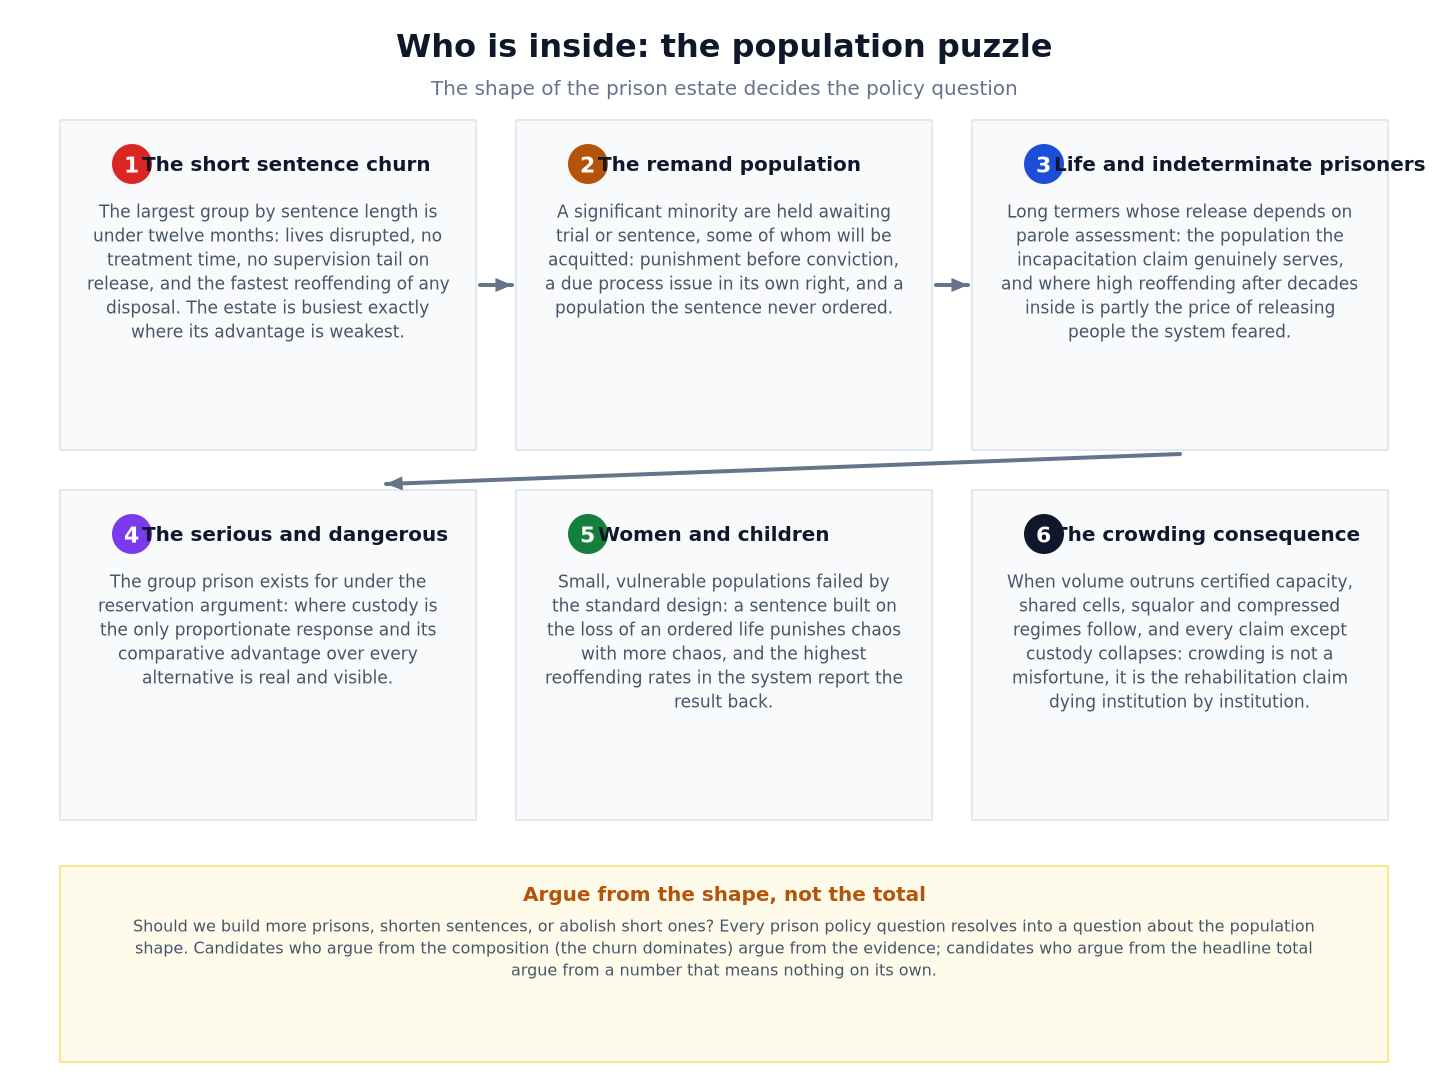 Who is inside: the population puzzle
The shape of the prison estate decides the policy question
1 The short sentence churn
The largest group by sentence length is
under twelve months: lives disrupted, no
treatment time, no supervision tail on
release, and the fastest reoffending of any
disposal. The estate is busiest exactly
where its advantage is weakest.
2 The remand population
A significant minority are held awaiting
trial or sentence, some of whom will be
acquitted: punishment before conviction,
a due process issue in its own right, and a
population the sentence never ordered.
3 Life and indeterminate prisoners
Long termers whose release depends on
parole assessment: the population the
incapacitation claim genuinely serves,
and where high reoffending after decades
inside is partly the price of releasing
people the system feared.
4 The serious and dangerous
The group prison exists for under the
reservation argument: where custody is
the only proportionate response and its
comparative advantage over every
alternative is real and visible.
5 Women and children
Small, vulnerable populations failed by
the standard design: a sentence built on
the loss of an ordered life punishes chaos
with more chaos, and the highest
reoffending rates in the system report the
result back.
6 The crowding consequence
When volume outruns certified capacity,
shared cells, squalor and compressed
regimes follow, and every claim except
custody collapses: crowding is not a
misfortune, it is the rehabilitation claim
dying institution by institution.
Argue from the shape, not the total
Should we build more prisons, shorten sentences, or abolish short ones? Every prison policy question resolves into a question about the population
shape. Candidates who argue from the composition (the churn dominates) argue from the evidence; candidates who argue from the headline total
argue from a number that means nothing on its own.